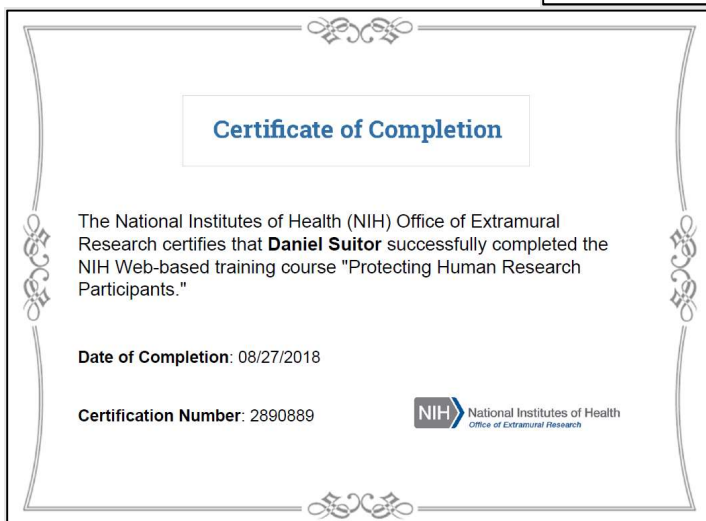 Certificate of Completion
The National Institutes of Health (NIH) Office of Extramural
Research certifies that Daniel Suitor successfully completed the
NIH Web-based training course "Protecting Human Research
Participants."
Date of Completion: 08/27/2018
Certification Number: 2890889
NIH National Institutes of Health
Office of Extramural Research